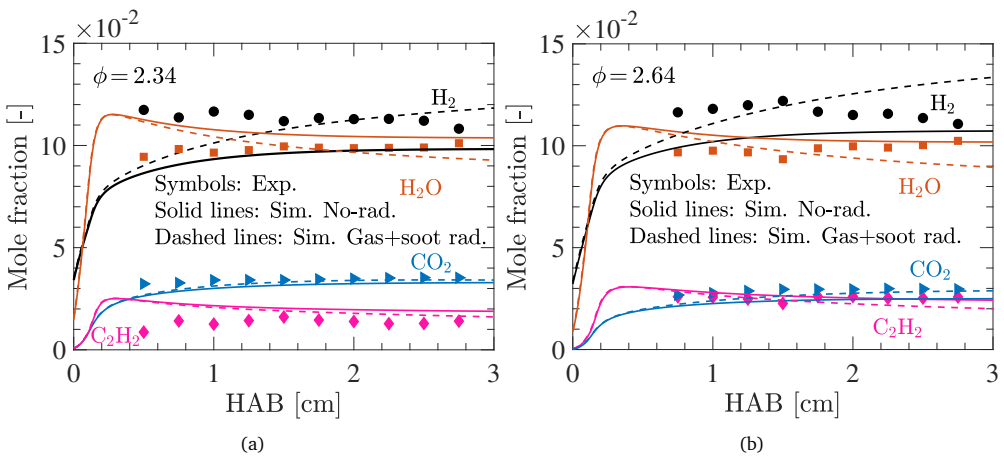 ×10⁻²
15
10
5
0
Mole fraction [-]
ϕ = 2.34
H₂
H₂O
Symbols: Exp.
Solid lines: Sim. No-rad.
Dashed lines: Sim. Gas+soot rad.
CO₂
C₂H₂
0 1 2 3
HAB [cm]
(a)
×10⁻²
15
10
5
0
Mole fraction [-]
ϕ = 2.64
H₂
H₂O
Symbols: Exp.
Solid lines: Sim. No-rad.
Dashed lines: Sim. Gas+soot rad.
CO₂
C₂H₂
0 1 2 3
HAB [cm]
(b)